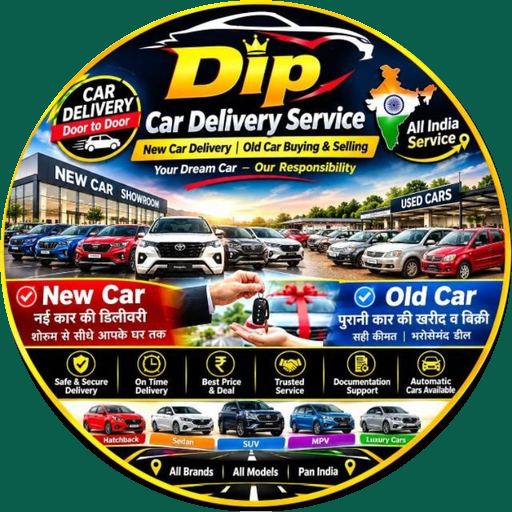 Dip
CAR
DELIVERY
Door to Door
Car Delivery Service
New Car Delivery | Old Car Buying & Selling
Your Dream Car – Our Responsibility
All India
Service
NEW CAR SHOWROOM
USED CARS
New Car
नई कार की डिलीवरी
शोरूम से सीधे आपके घर तक
Old Car
पुरानी कार की खरीद व बिक्री
सही कीमत | भरोसेमंद डील
Safe & Secure
Delivery
On Time
Delivery
₹
Best Price
& Deal
Trusted
Service
Documentation
Support
Automatic
Cars Available
Hatchback
Sedan
SUV
MPV
Luxury Cars
All Brands | All Models | Pan India